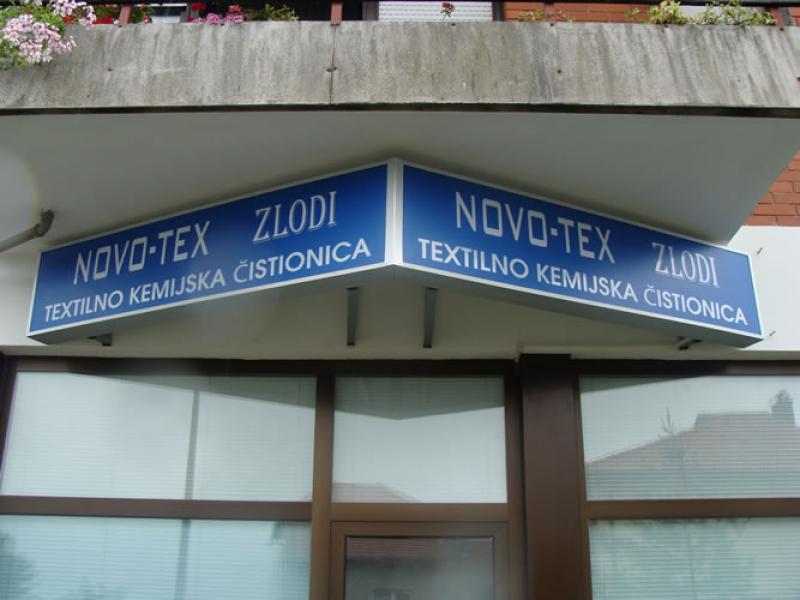 NOVO-TEX ZLODI
TEXTILNO KEMIJSKA ČISTIONICA
NOVO-TEX ZLODI
TEXTILNO KEMIJSKA ČISTIONICA